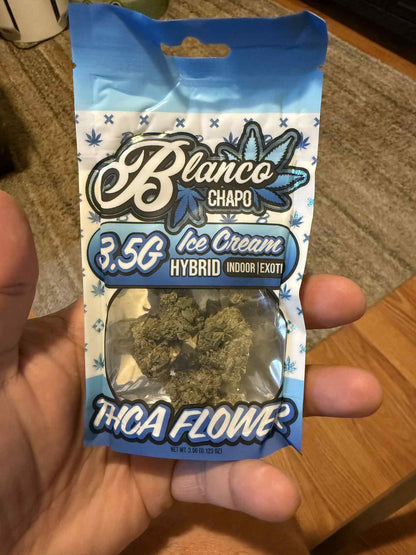 Blanco
CHAPO
3.5G
Ice Cream
HYBRID INDOOR | EXOTI
THCA FLOWER